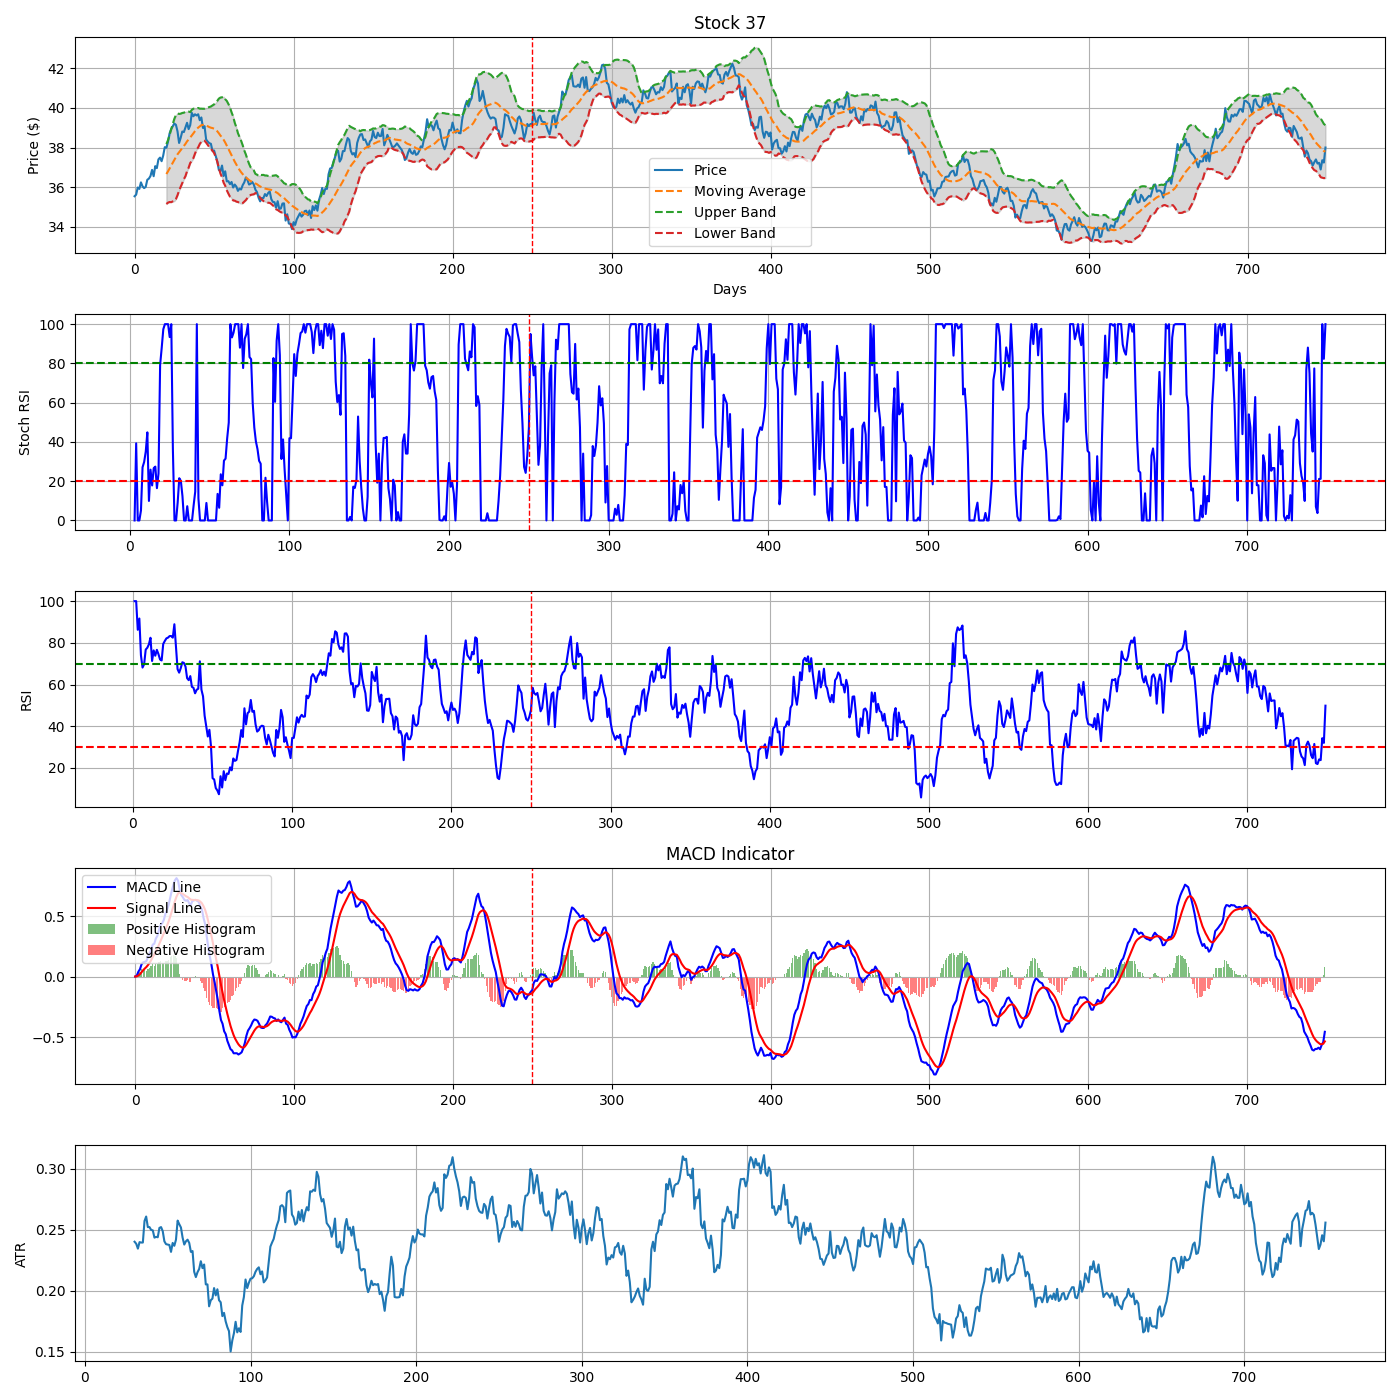 Stock 37
Price ($)
42
40
38
36
34
Price
Moving Average
Upper Band
Lower Band
0 100 200 300 400 500 600 700
Days
Stoch RSI
100
80
60
40
20
0
0 100 200 300 400 500 600 700
RSI
100
80
60
40
20
0 100 200 300 400 500 600 700
MACD Indicator
0.5
0.0
−0.5
MACD Line
Signal Line
Positive Histogram
Negative Histogram
0 100 200 300 400 500 600 700
ATR
0.30
0.25
0.20
0.15
0 100 200 300 400 500 600 700